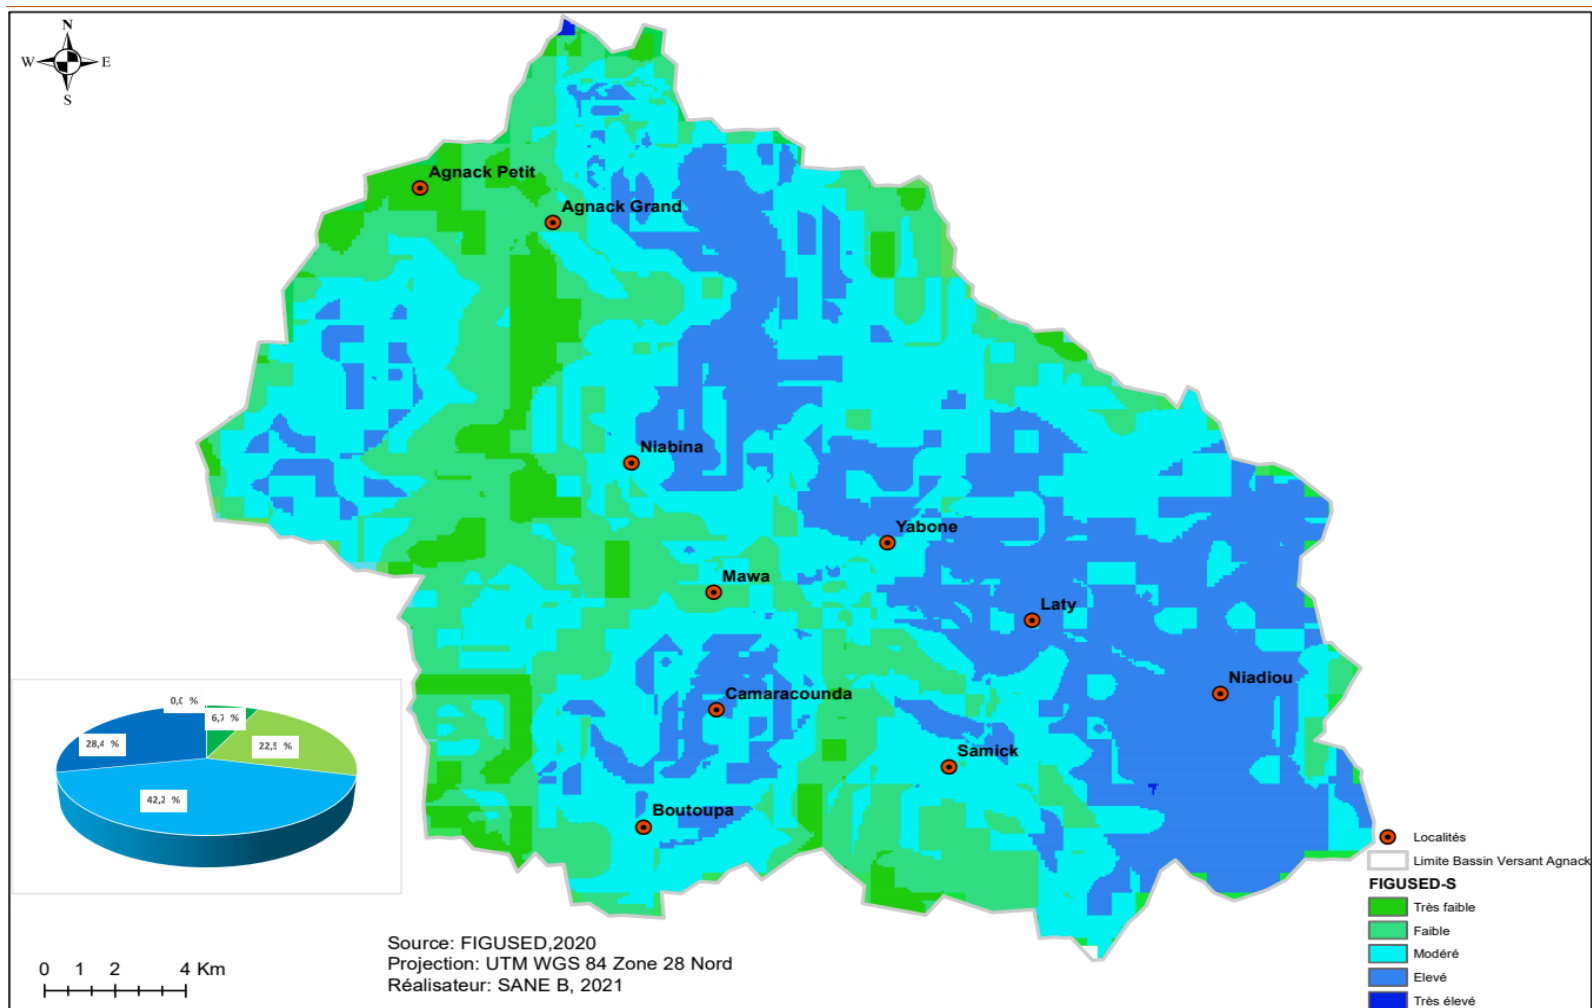 N
W E
S
Agnack Petit
Agnack Grand
Niabina
Yabone
Mawa
Laty
Niadiou
Camaracounda
Samick
Boutoupa
%
6,7 %
28,4 %
22,5 %
42,2 %
Localités
Limite Bassin Versant Agnack
FIGUSED-S
Très faible
Faible
Modéré
Elevé
Très élevé
Source: FIGUSED,2020
Projection: UTM WGS 84 Zone 28 Nord
Réalisateur: SANE B, 2021
0 1 2 4 Km